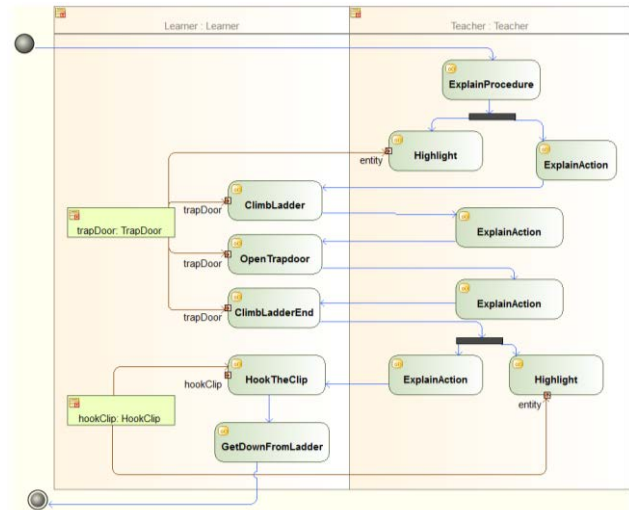 Learner : Learner
Teacher : Teacher
ExplainProcedure
Highlight
entity
ExplainAction
ClimbLadder
trapDoor
trapDoor: TrapDoor
ExplainAction
OpenTrapdoor
trapDoor
ExplainAction
ClimbLadderEnd
trapDoor
HookTheClip
hookClip
ExplainAction
Highlight
entity
hookClip: HookClip
GetDownFromLadder